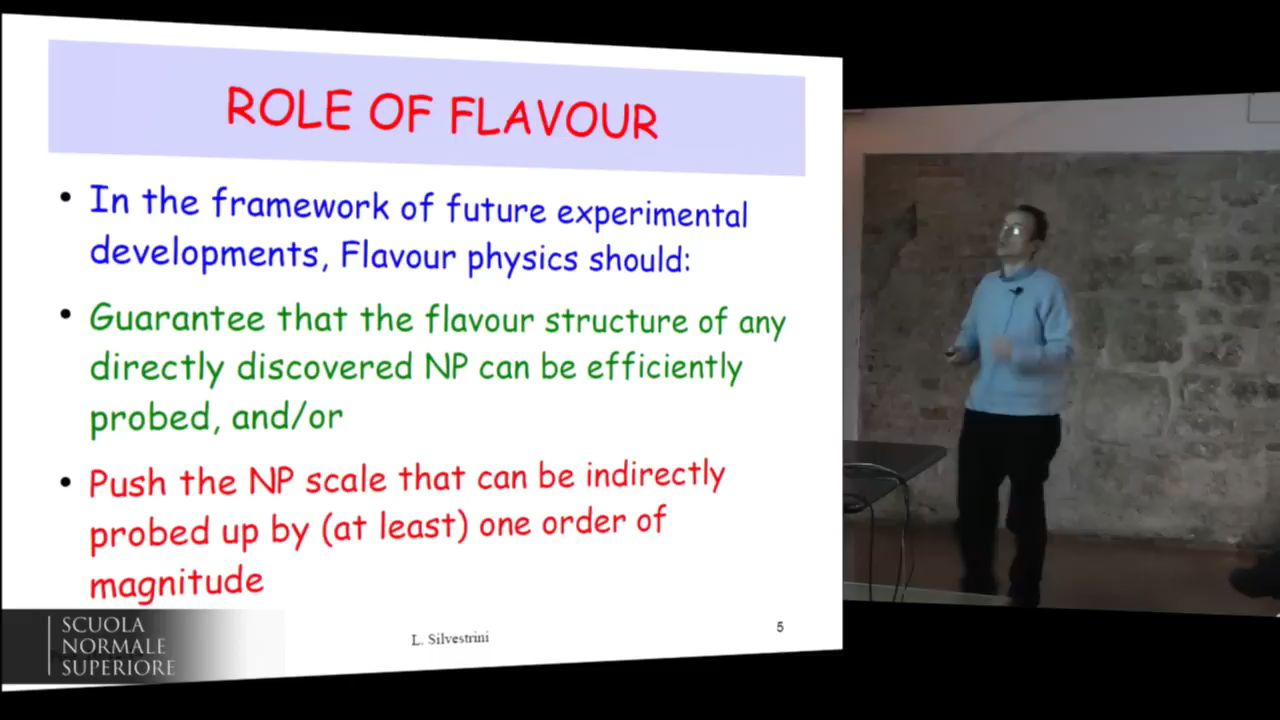 ROLE OF FLAVOUR
• In the framework of future experimental
developments, Flavour physics should:
• Guarantee that the flavour structure of any
directly discovered NP can be efficiently
probed, and/or
• Push the NP scale that can be indirectly
probed up by (at least) one order of
magnitude
SCUOLA
NORMALE
SUPERIORE
L. Silvestrini
5